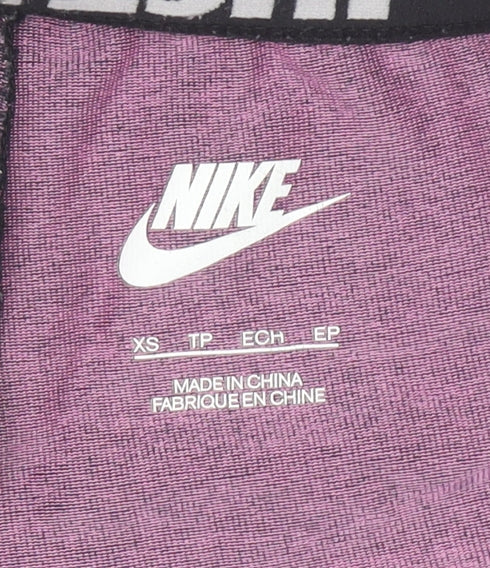 NIKE
XS TP ECH EP
MADE IN CHINA
FABRIQUE EN CHINE